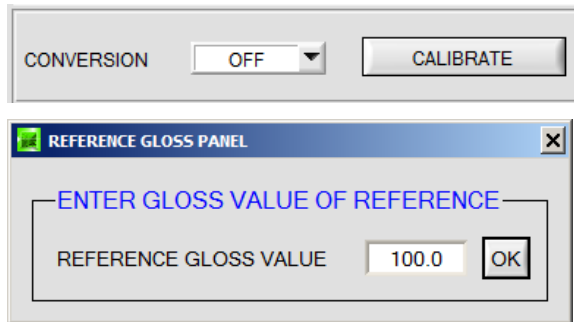 CONVERSION OFF CALIBRATE
REFERENCE GLOSS PANEL
ENTER GLOSS VALUE OF REFERENCE
REFERENCE GLOSS VALUE 100.0 OK